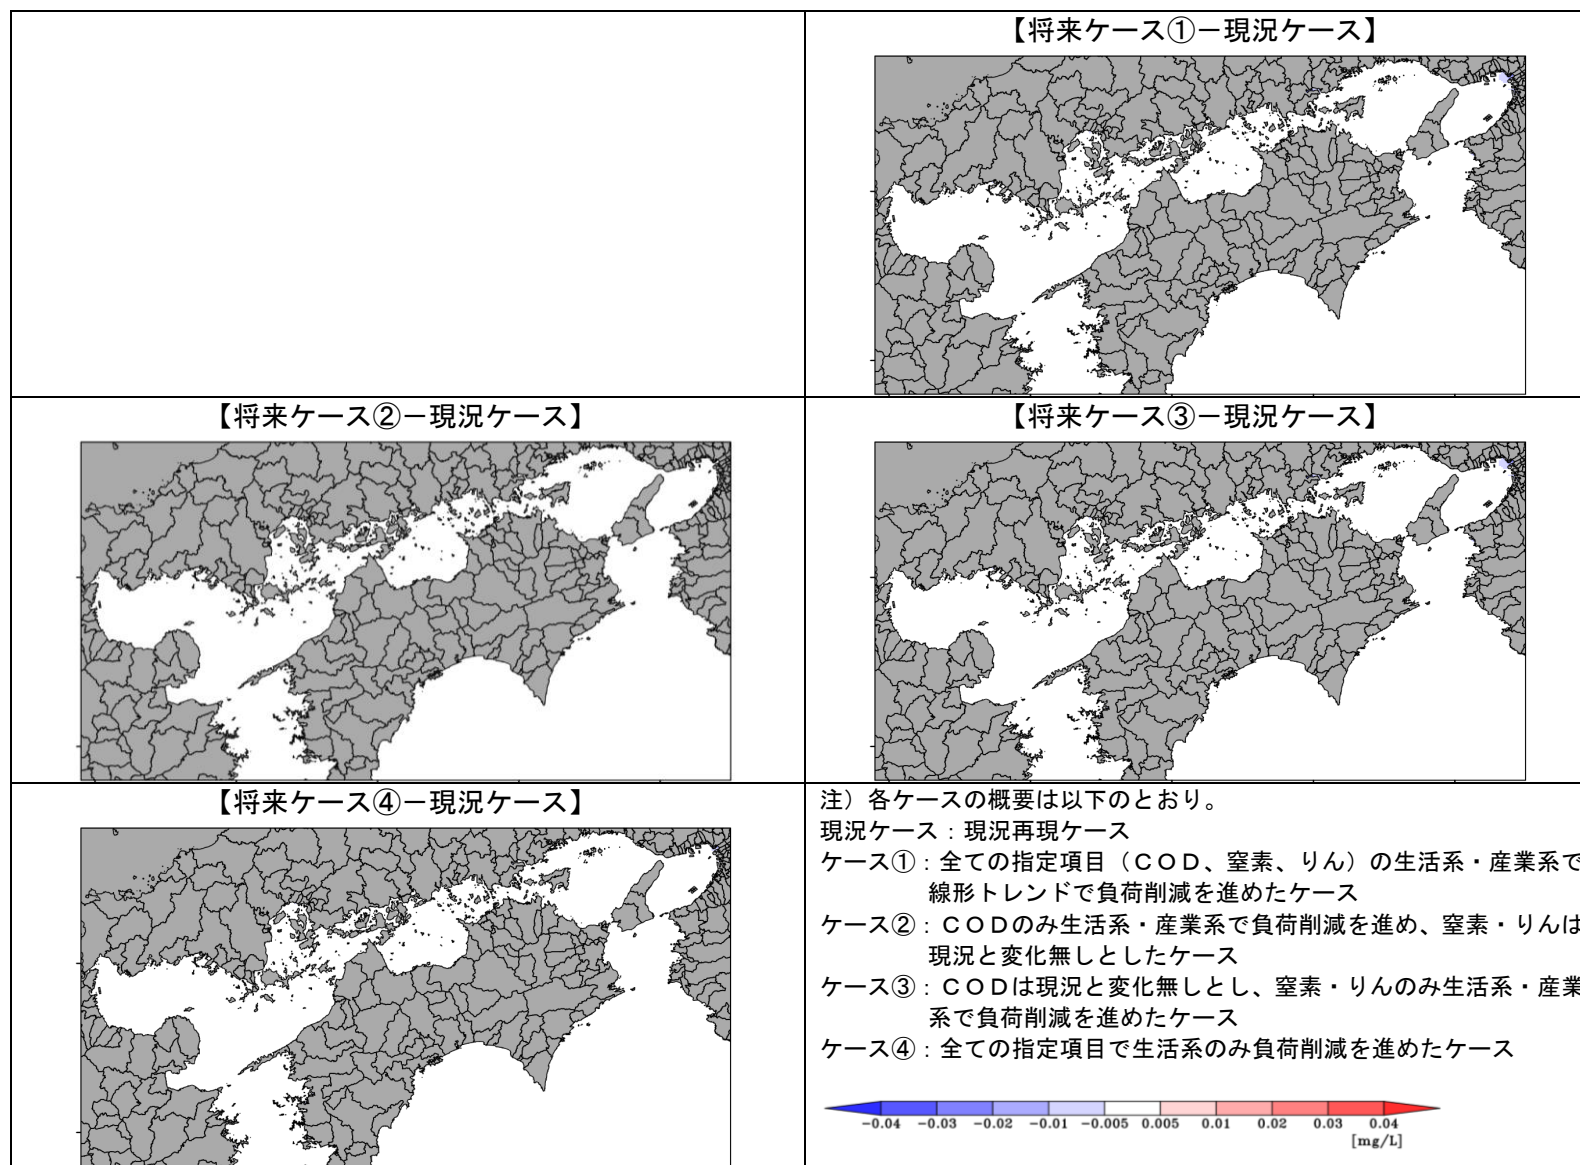 【将来ケース①－現況ケース】
【将来ケース②－現況ケース】
【将来ケース③－現況ケース】
【将来ケース④－現況ケース】
注）各ケースの概要は以下のとおり。
現況ケース：現況再現ケース
ケース①：全ての指定項目（ＣＯＤ、窒素、りん）の生活系・産業系で
線形トレンドで負荷削減を進めたケース
ケース②：ＣＯＤのみ生活系・産業系で負荷削減を進め、窒素・りんは
現況と変化無しとしたケース
ケース③：ＣＯＤは現況と変化無しとし、窒素・りんのみ生活系・産業
系で負荷削減を進めたケース
ケース④：全ての指定項目で生活系のみ負荷削減を進めたケース
-0.04 -0.03 -0.02 -0.01 -0.005 0.005 0.01 0.02 0.03 0.04
[mg/L]